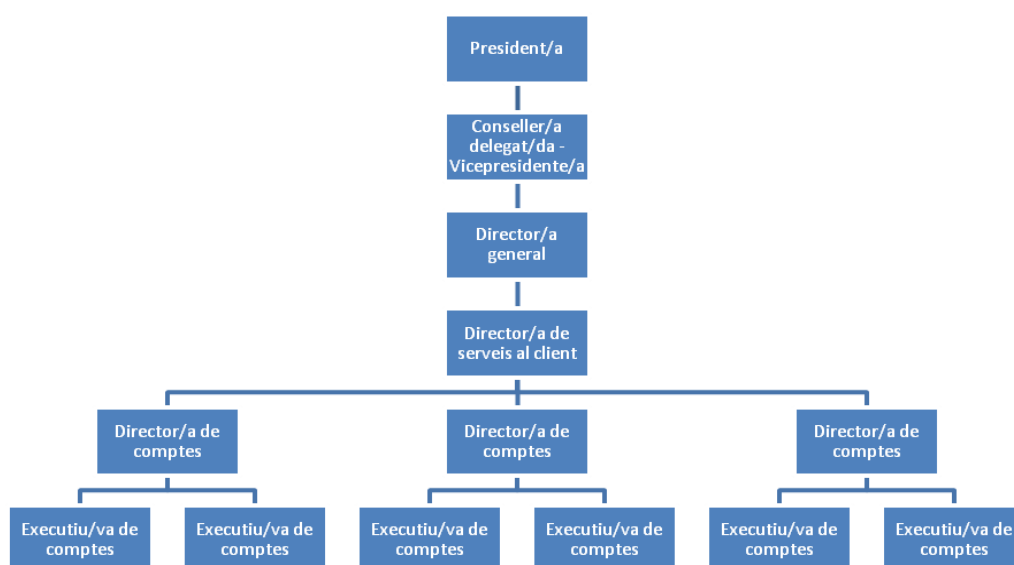 President/a
Conseller/a
delegat/da -
Vicepresidente/a
Director/a
general
Director/a de
serveis al client
Director/a de
comptes
Director/a de
comptes
Director/a de
comptes
Executiu/va de
comptes
Executiu/va de
comptes
Executiu/va de
comptes
Executiu/va de
comptes
Executiu/va de
comptes
Executiu/va de
comptes